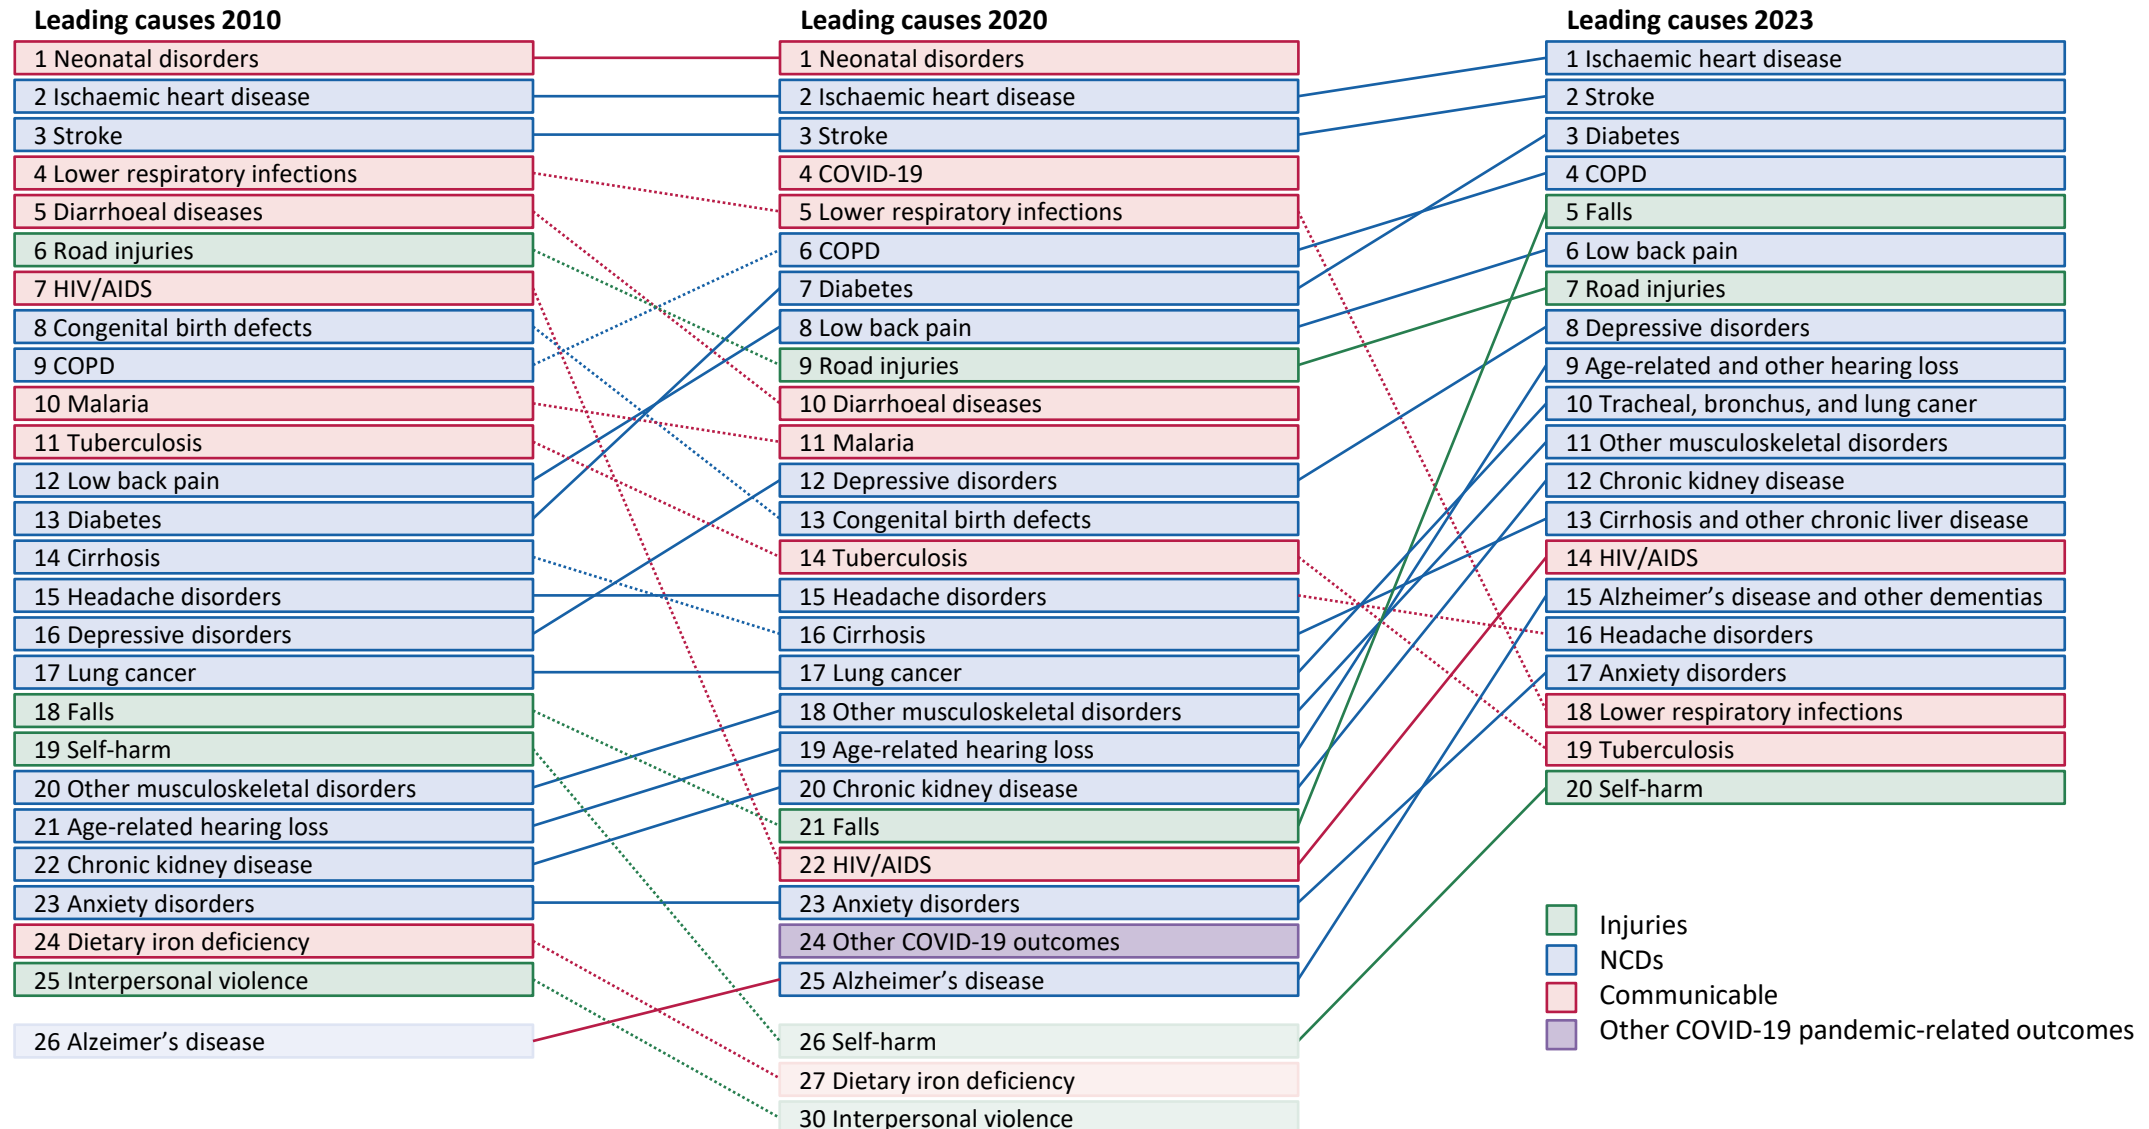 Leading causes 2010
1 Neonatal disorders
2 Ischaemic heart disease
3 Stroke
4 Lower respiratory infections
5 Diarrhoeal diseases
6 Road injuries
7 HIV/AIDS
8 Congenital birth defects
9 COPD
10 Malaria
11 Tuberculosis
12 Low back pain
13 Diabetes
14 Cirrhosis
15 Headache disorders
16 Depressive disorders
17 Lung cancer
18 Falls
19 Self-harm
20 Other musculoskeletal disorders
21 Age-related hearing loss
22 Chronic kidney disease
23 Anxiety disorders
24 Dietary iron deficiency
25 Interpersonal violence
26 Alzeimer's disease
Leading causes 2020
1 Neonatal disorders
2 Ischaemic heart disease
3 Stroke
4 COVID-19
5 Lower respiratory infections
6 COPD
7 Diabetes
8 Low back pain
9 Road injuries
10 Diarrhoeal diseases
11 Malaria
12 Depressive disorders
13 Congenital birth defects
14 Tuberculosis
15 Headache disorders
16 Cirrhosis
17 Lung cancer
18 Other musculoskeletal disorders
19 Age-related hearing loss
20 Chronic kidney disease
21 Falls
22 HIV/AIDS
23 Anxiety disorders
24 Other COVID-19 outcomes
25 Alzheimer's disease
26 Self-harm
27 Dietary iron deficiency
30 Interpersonal violence
Leading causes 2023
1 Ischaemic heart disease
2 Stroke
3 Diabetes
4 COPD
5 Falls
6 Low back pain
7 Road injuries
8 Depressive disorders
9 Age-related and other hearing loss
10 Tracheal, bronchus, and lung caner
11 Other musculoskeletal disorders
12 Chronic kidney disease
13 Cirrhosis and other chronic liver disease
14 HIV/AIDS
15 Alzheimer's disease and other dementias
16 Headache disorders
17 Anxiety disorders
18 Lower respiratory infections
19 Tuberculosis
20 Self-harm
Injuries
NCDs
Communicable
Other COVID-19 pandemic-related outcomes